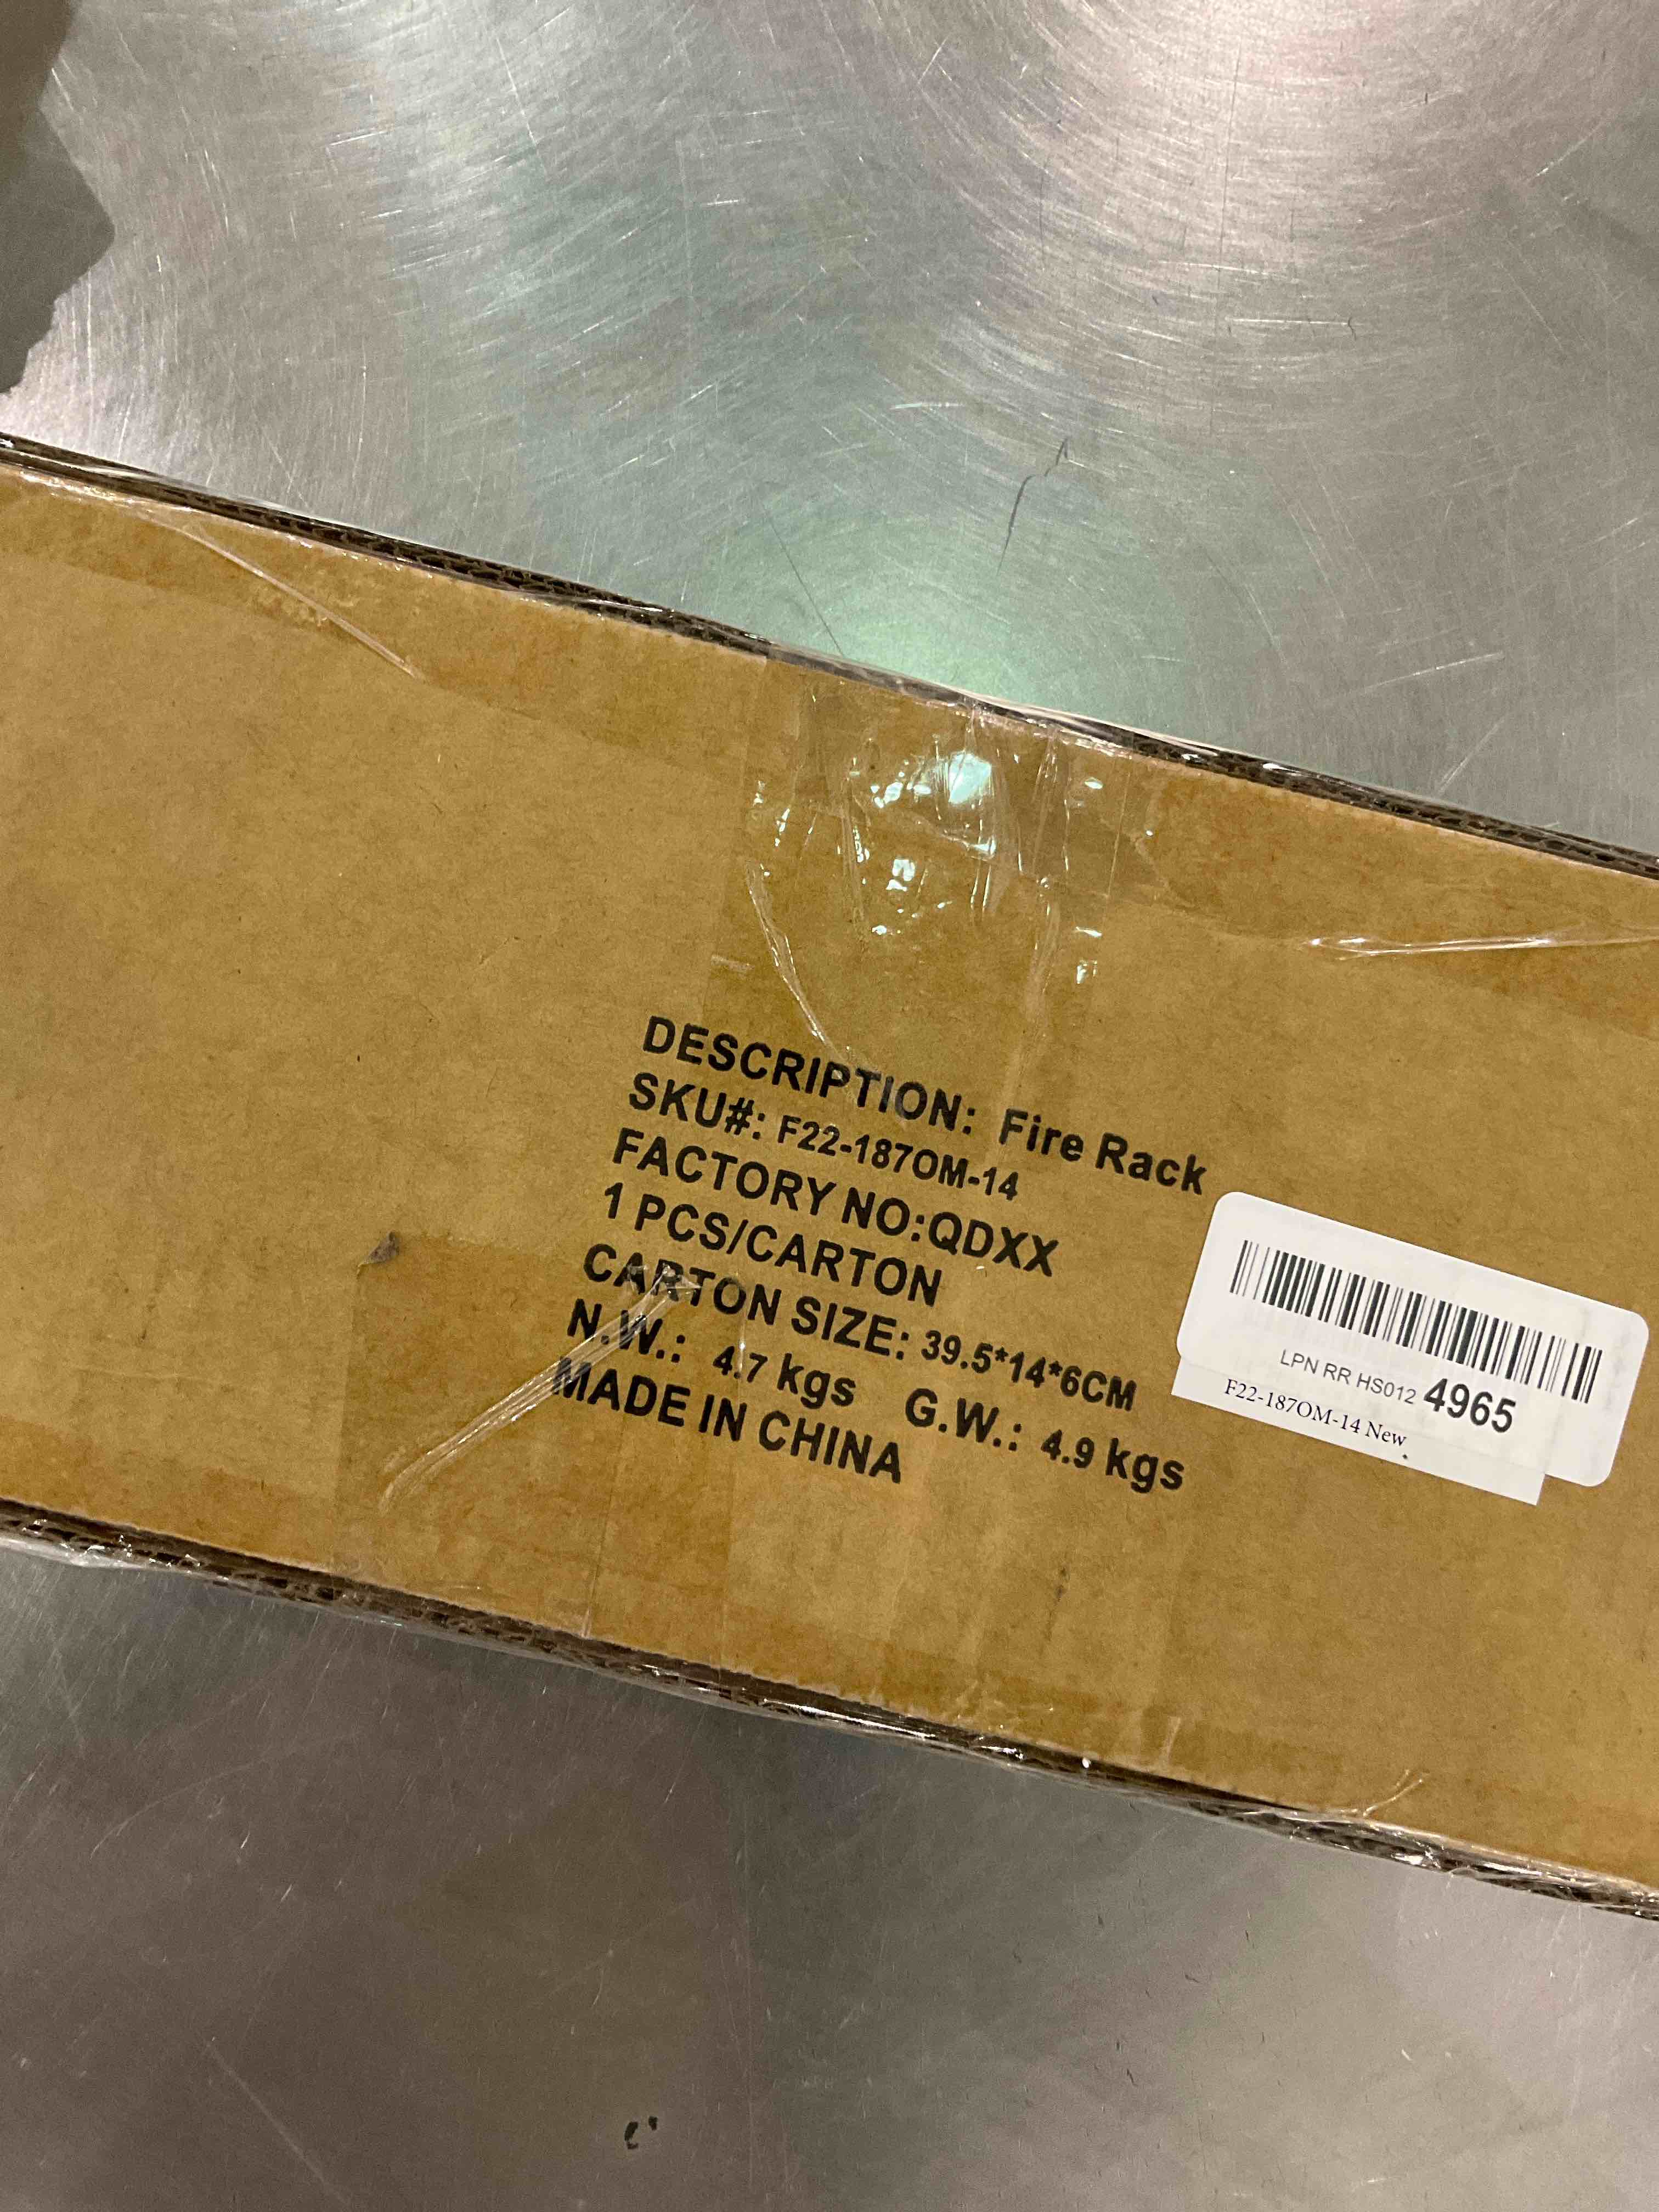 DESCRIPTION: Fire Rack
SKU#: F22-187OM-14
FACTORY NO:QDXX
1 PCS/CARTON
CARTON SIZE: 39.5*14*6CM
N.W.: 4.7 kgs G.W.: 4.9 kgs
MADE IN CHINA
LPN RR HS012 4965
F22-187OM-14 New